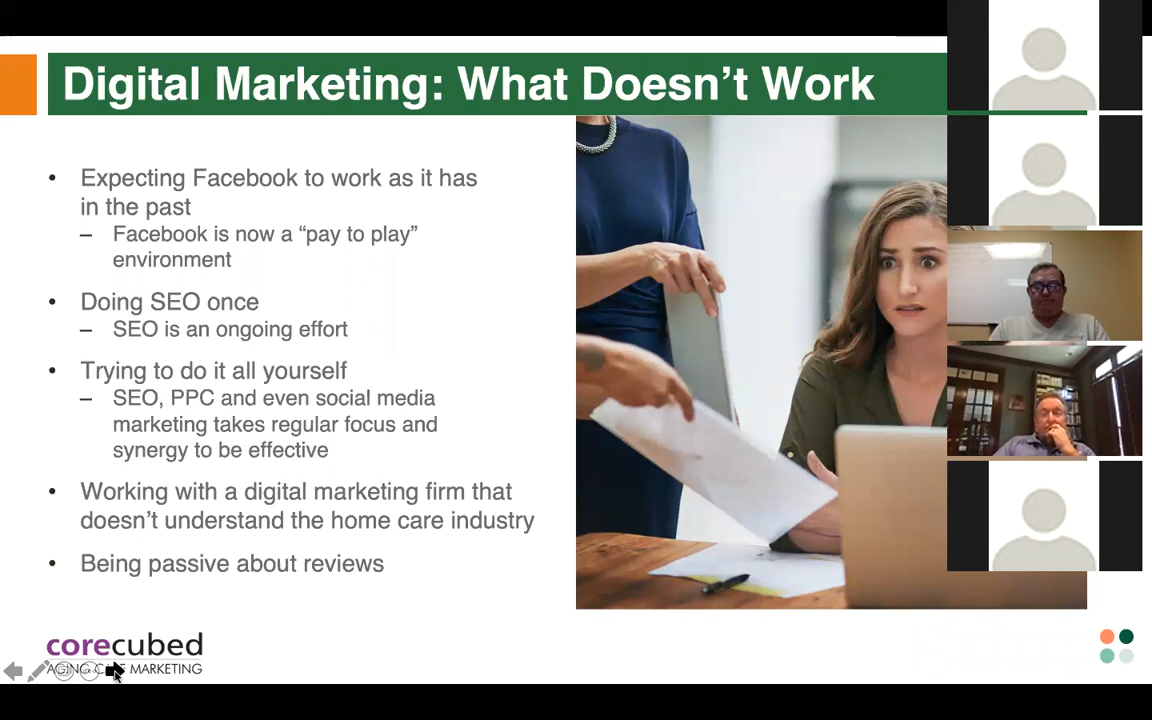 Digital Marketing: What Doesn’t Work
• Expecting Facebook to work as it has
in the past
– Facebook is now a “pay to play”
environment
• Doing SEO once
– SEO is an ongoing effort
• Trying to do it all yourself
– SEO, PPC and even social media
marketing takes regular focus and
synergy to be effective
• Working with a digital marketing firm that
doesn’t understand the home care industry
• Being passive about reviews
corecubed
AGING CARE MARKETING